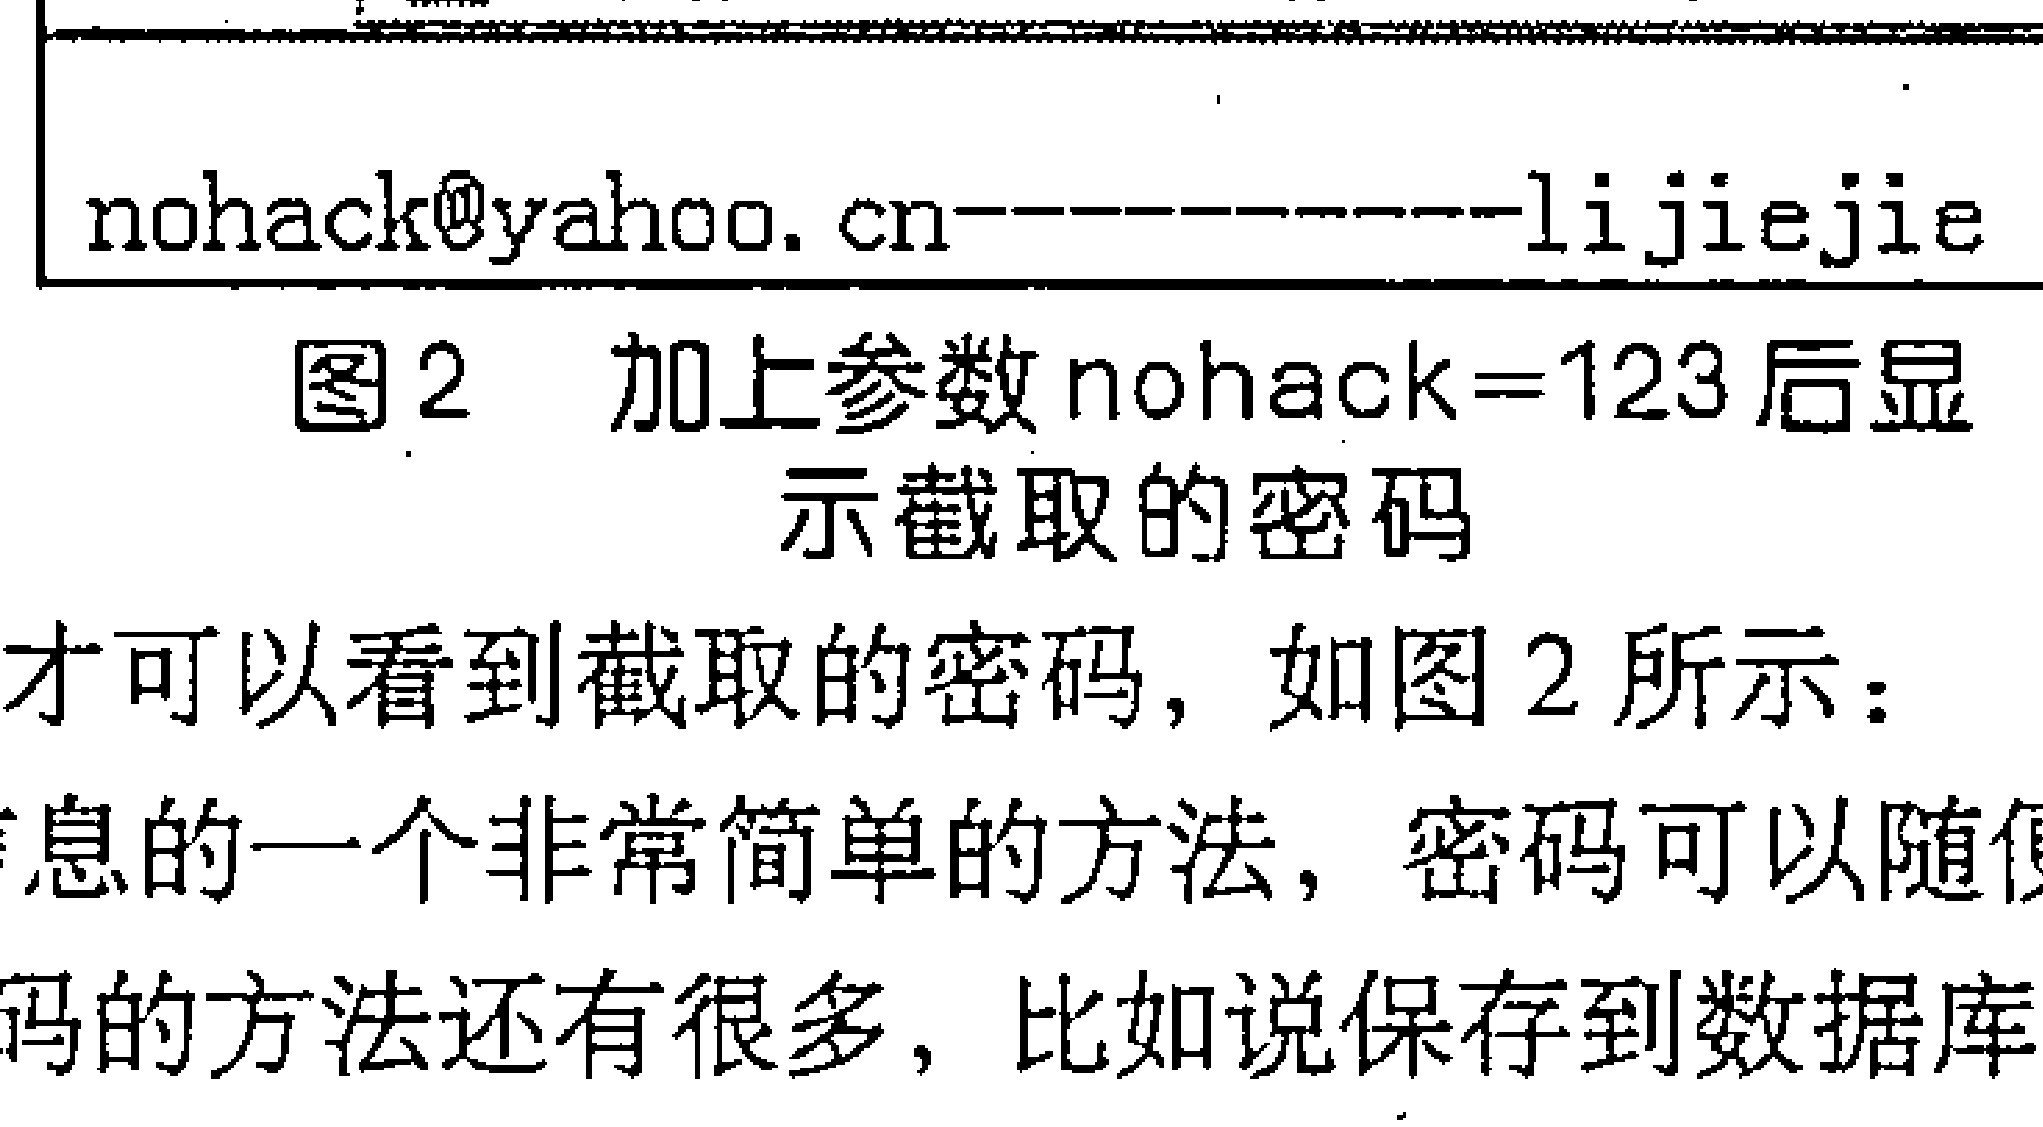 nohack@yahoo.cn----------lijiejie
图2 加上参数nohack=123后显
示截取的密码
才可以看到截取的密码，如图2所示：
息的一个非常简单的方法，密码可以随便
码的方法还有很多，比如说保存到数据库